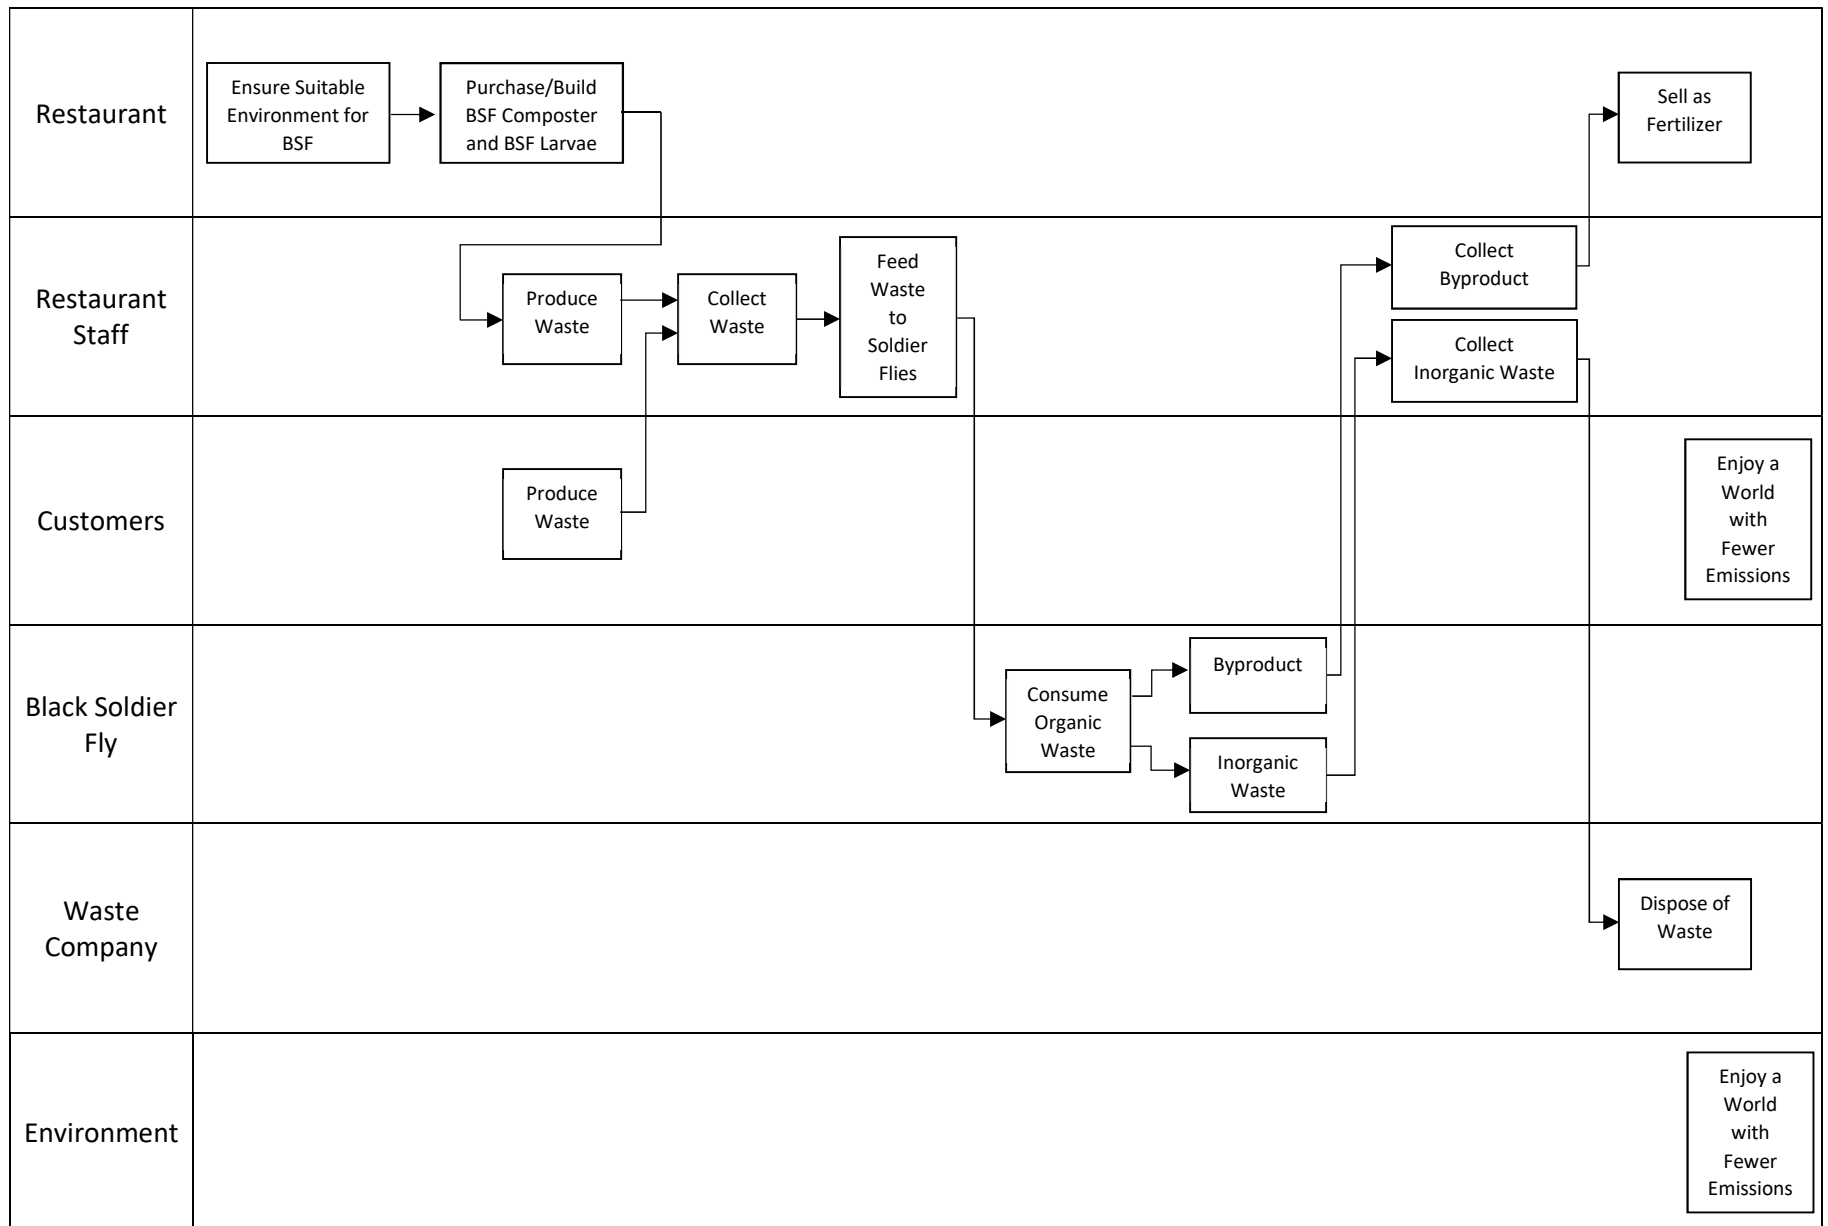 Restaurant
Ensure Suitable
Environment for
BSF
Purchase/Build
BSF Composter
and BSF Larvae
Sell as
Fertilizer
Restaurant
Staff
Produce
Waste
Collect
Waste
Feed
Waste
to
Soldier
Flies
Collect
Byproduct
Collect
Inorganic Waste
Customers
Produce
Waste
Enjoy a
World
with
Fewer
Emissions
Black Soldier
Fly
Consume
Organic
Waste
Byproduct
Inorganic
Waste
Waste
Company
Dispose of
Waste
Environment
Enjoy a
World
with
Fewer
Emissions